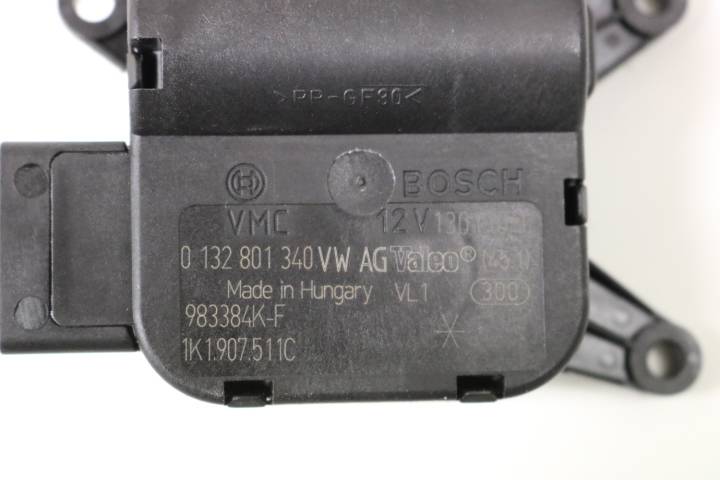 >PP-GF30<
BOSCH
VMC 12V
0 132 801 340 VW AG Valeo®
Made in Hungary VL1 300
983384K-F
1K1.907.511C